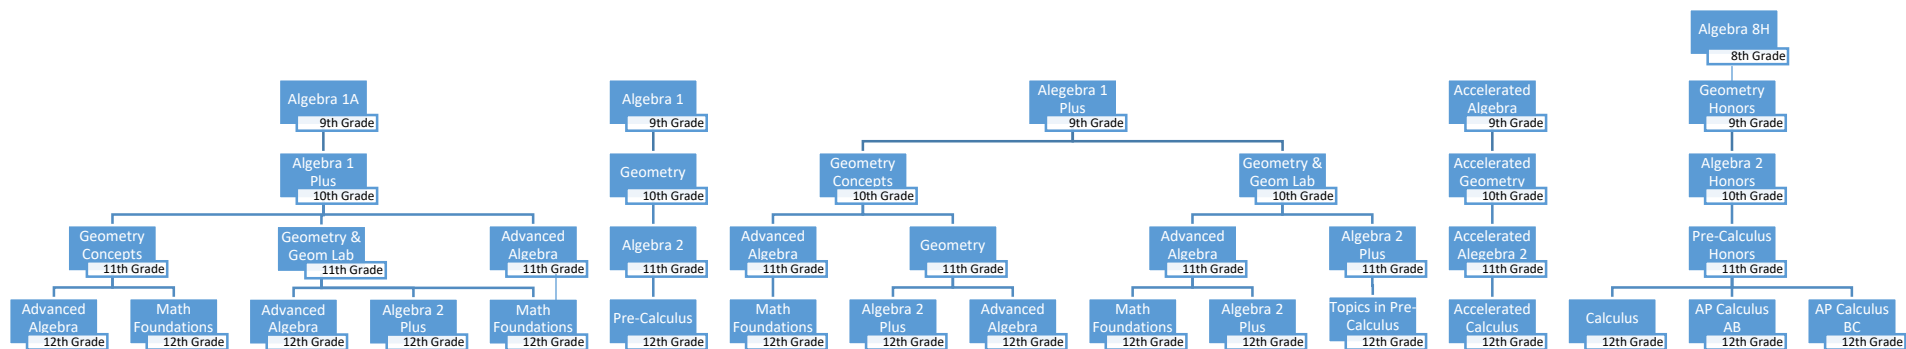 Algebra 8H
8th Grade
Algebra 1A
9th Grade
Algebra 1
9th Grade
Alegebra 1
Plus
9th Grade
Accelerated
Algebra
9th Grade
Geometry
Honors
9th Grade
Algebra 1
Plus
10th Grade
Geometry
10th Grade
Geometry
Concepts
10th Grade
Geometry &
Geom Lab
10th Grade
Accelerated
Geometry
10th Grade
Algebra 2
Honors
10th Grade
Geometry
Concepts
11th Grade
Geometry &
Geom Lab
11th Grade
Advanced
Algebra
11th Grade
Algebra 2
11th Grade
Advanced
Algebra
11th Grade
Geometry
11th Grade
Advanced
Algebra
11th Grade
Algebra 2
Plus
11th Grade
Accelerated
Alegebra 2
11th Grade
Pre-Calculus
Honors
11th Grade
Advanced
Algebra
12th Grade
Math
Foundations
12th Grade
Advanced
Algebra
12th Grade
Algebra 2
Plus
12th Grade
Math
Foundations
12th Grade
Pre-Calculus
12th Grade
Math
Foundations
12th Grade
Algebra 2
Plus
12th Grade
Advanced
Algebra
12th Grade
Math
Foundations
12th Grade
Algebra 2
Plus
12th Grade
Topics in Pre-
Calculus
12th Grade
Accelerated
Calculus
12th Grade
Calculus
12th Grade
AP Calculus
AB
12th Grade
AP Calculus
BC
12th Grade